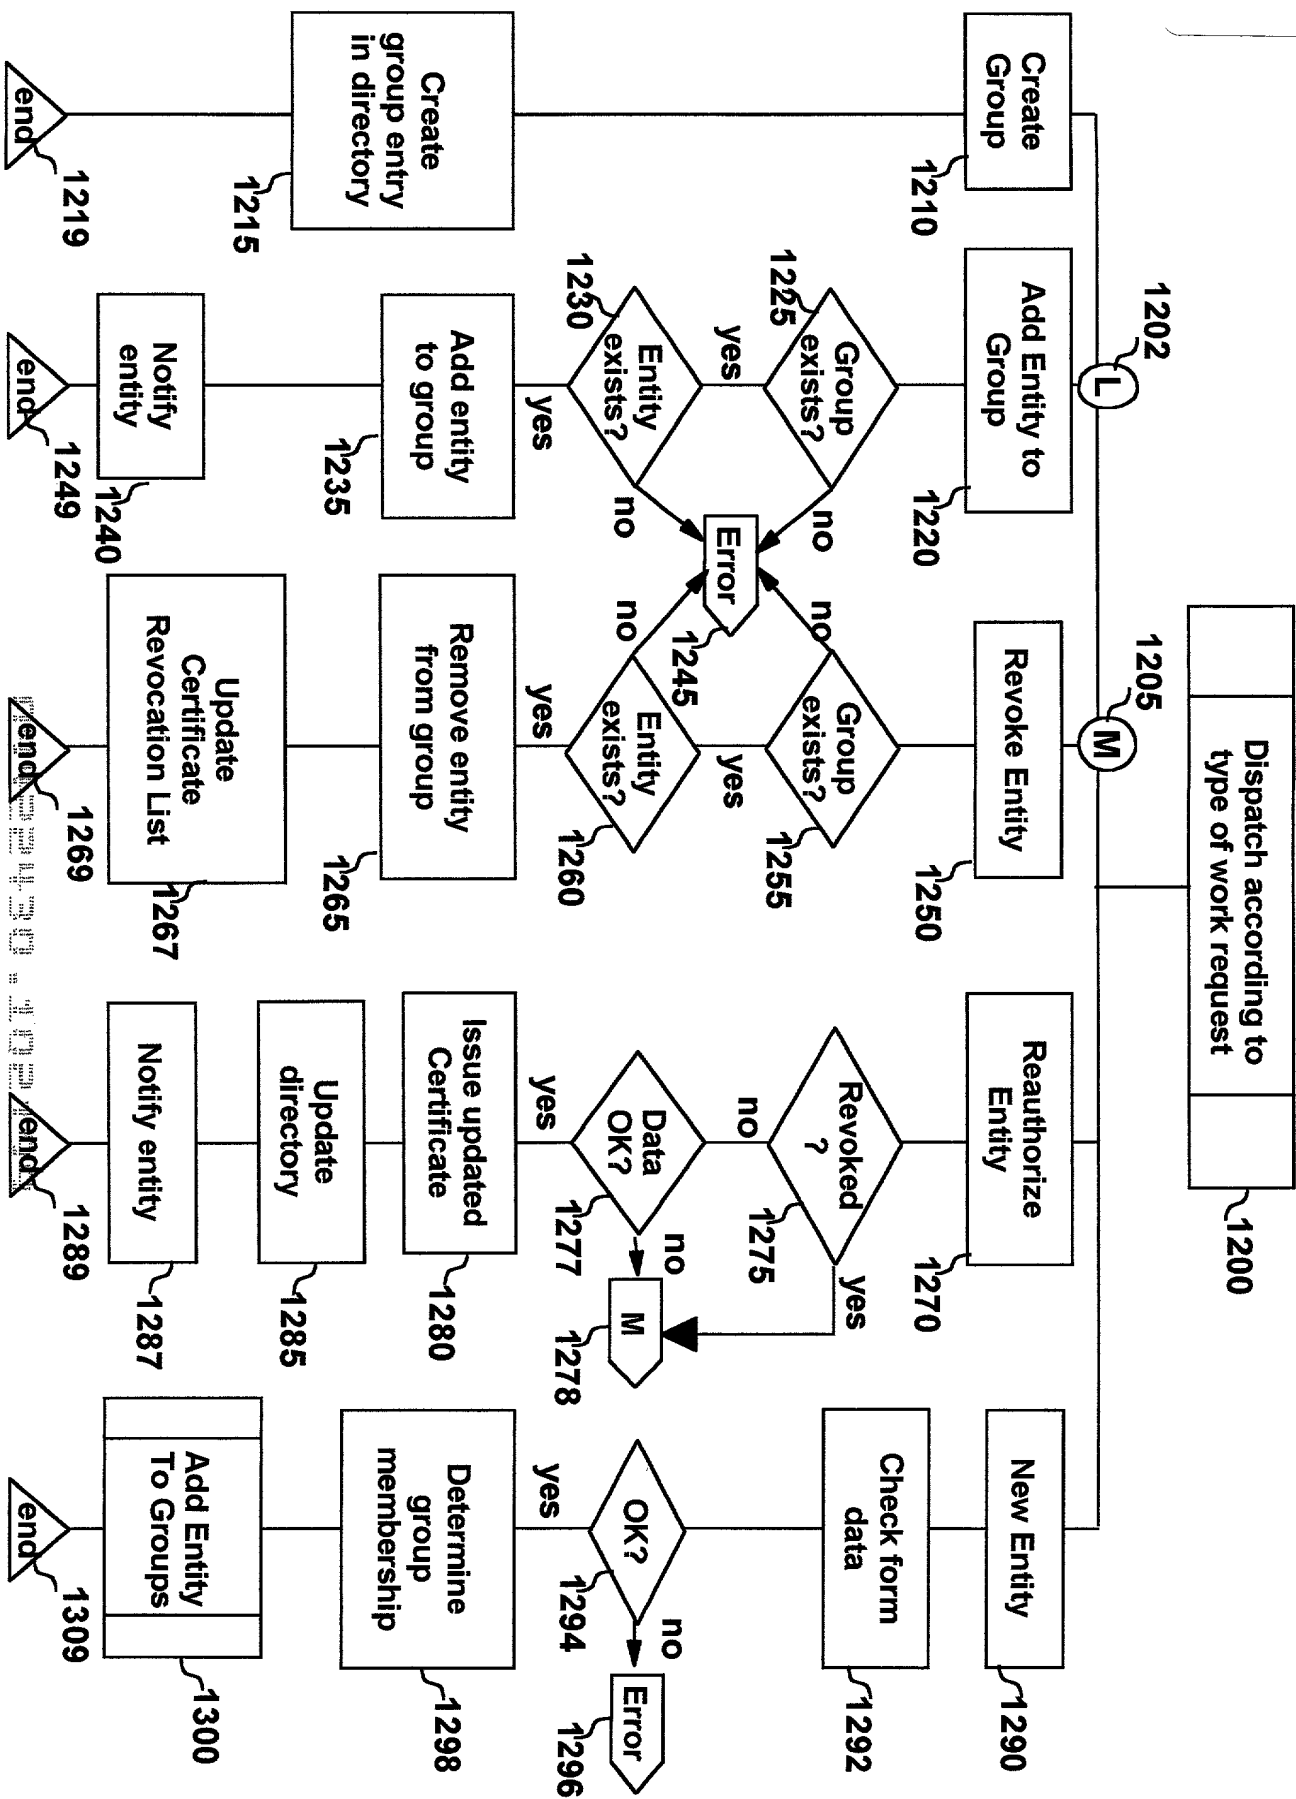 Dispatch according to
type of work request
1200
1202
L
1205
M
Create
Group
1210
Create
group entry
in directory
1215
end
1219
Add Entity to
Group
1220
Group
exists?
1225
no
yes
Entity
exists?
1230
no
yes
Error
1245
Add entity
to group
1235
Notify
entity
1240
end
1249
Revoke Entity
1250
Group
exists?
1255
no
yes
Entity
exists?
1260
no
yes
Remove entity
from group
1265
Update
Certificate
Revocation List
1267
end
1269
Reauthorize
Entity
1270
Revoked
?
1275
yes
no
Data
OK?
1277
no
M
1278
yes
Issue updated
Certificate
1280
Update
directory
1285
Notify entity
1287
end
1289
New Entity
1290
Check form
data
1292
OK?
1294
no
Error
1296
yes
Determine
group
membership
1298
Add Entity
To Groups
1300
end
1309